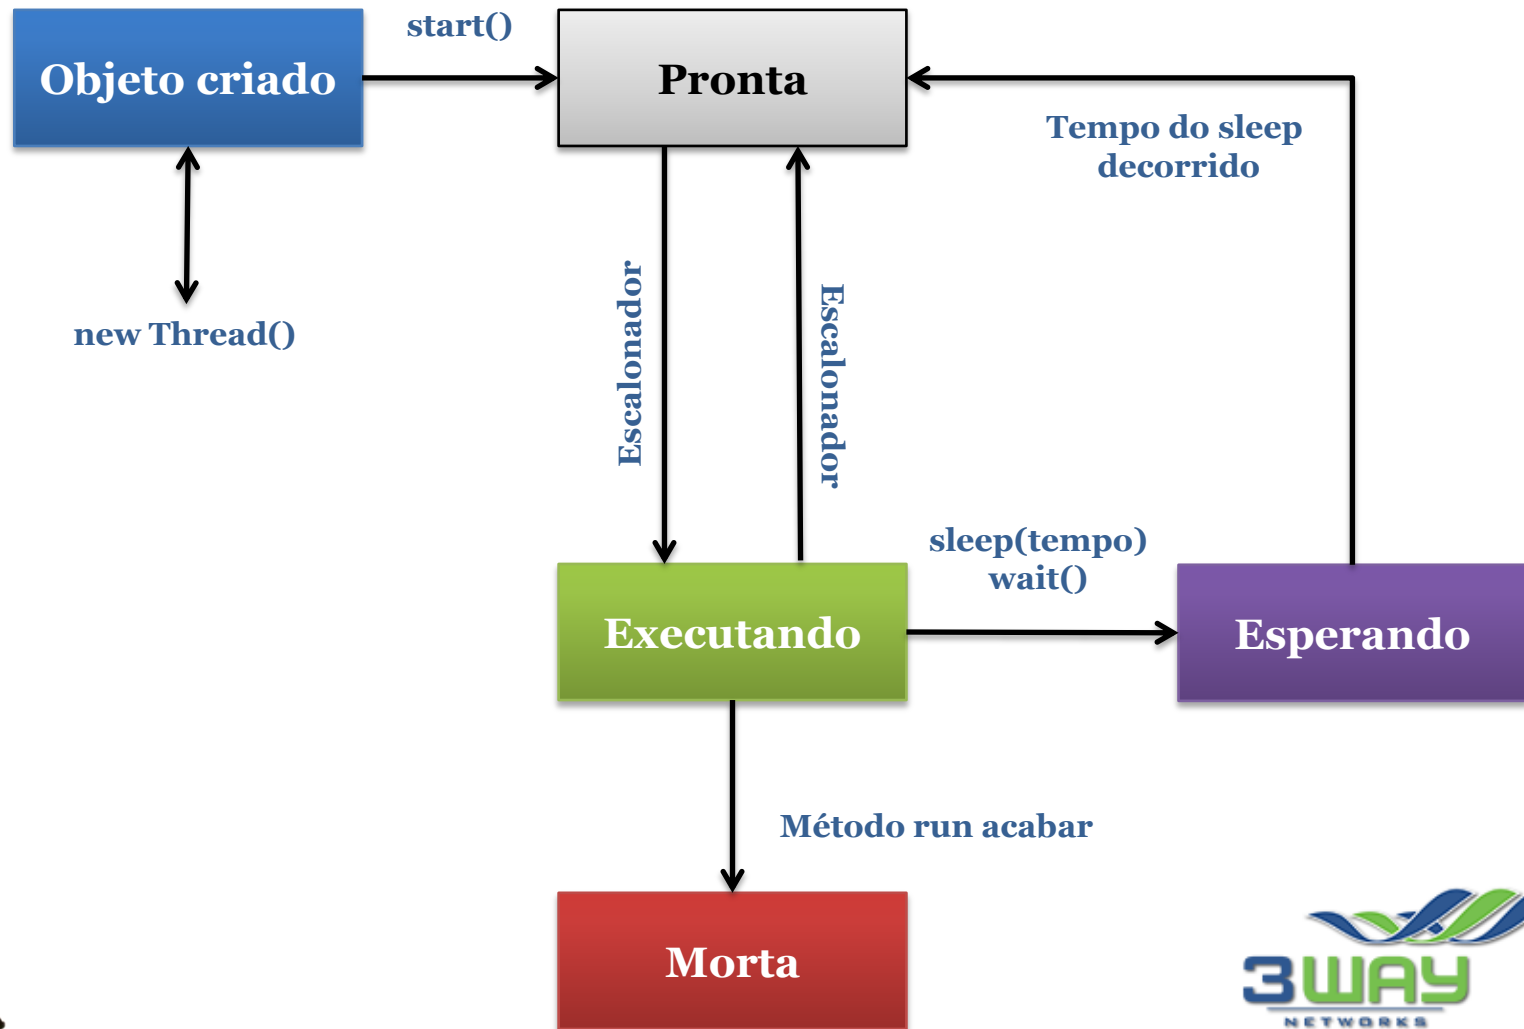 start()
Objeto criado
Pronta
Tempo do sleep
decorrido
new Thread()
Escalonador
Escalonador
sleep(tempo)
wait()
Executando
Esperando
Método run acabar
Morta
3WAY
NETWORKS